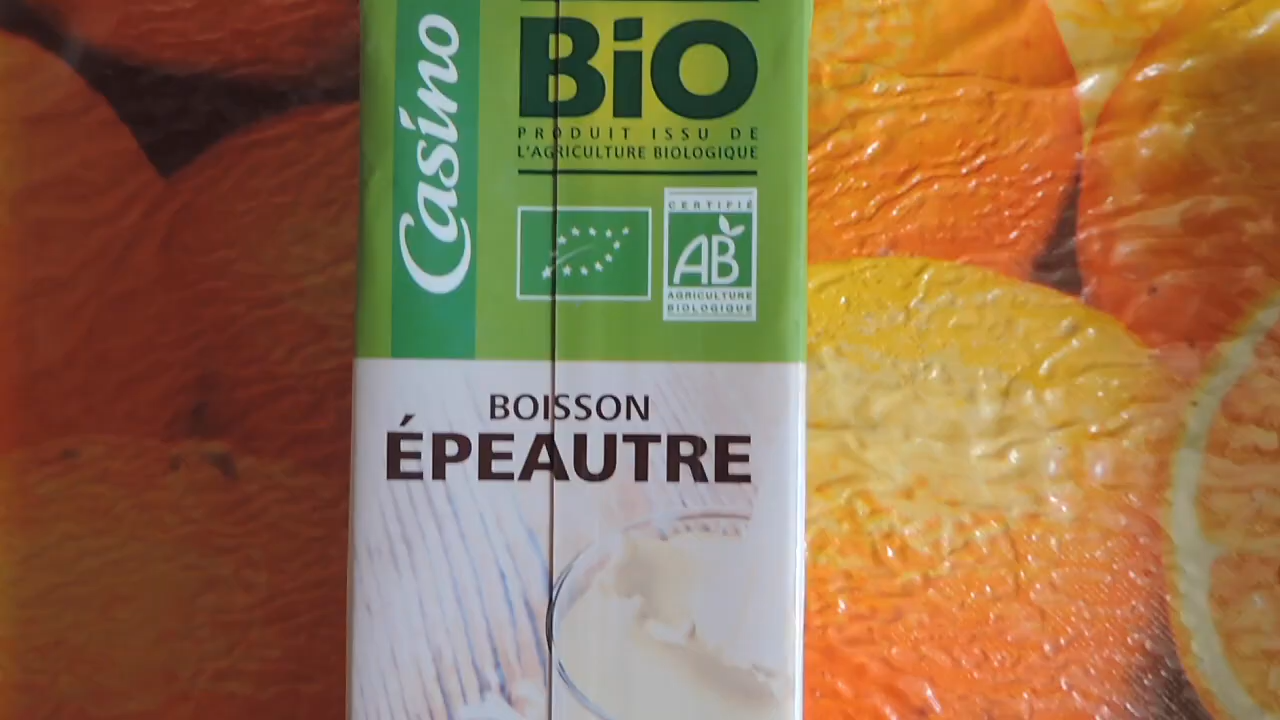 Casino
BiO
PRODUIT ISSU DE
L'AGRICULTURE BIOLOGIQUE
CERTIFIÉ
AB
AGRICULTURE
BIOLOGIQUE
BOISSON
ÉPEAUTRE